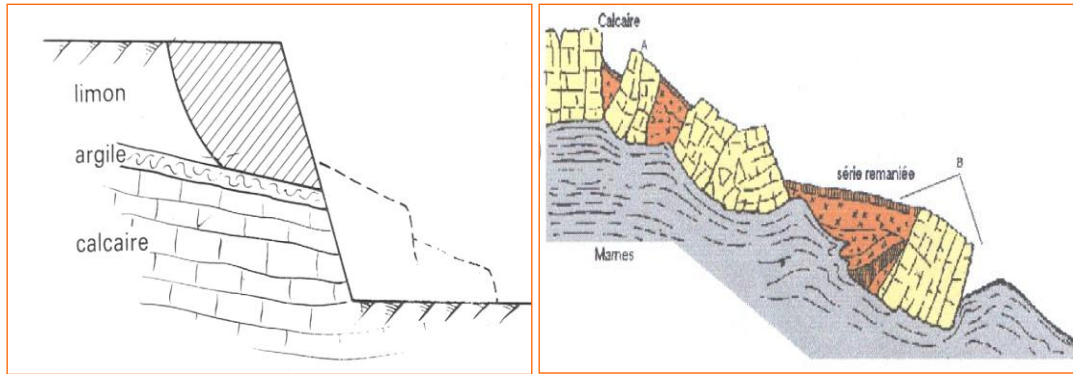 limon
argile
calcaire
Calcaire
A
B
série remaniée
Marnes